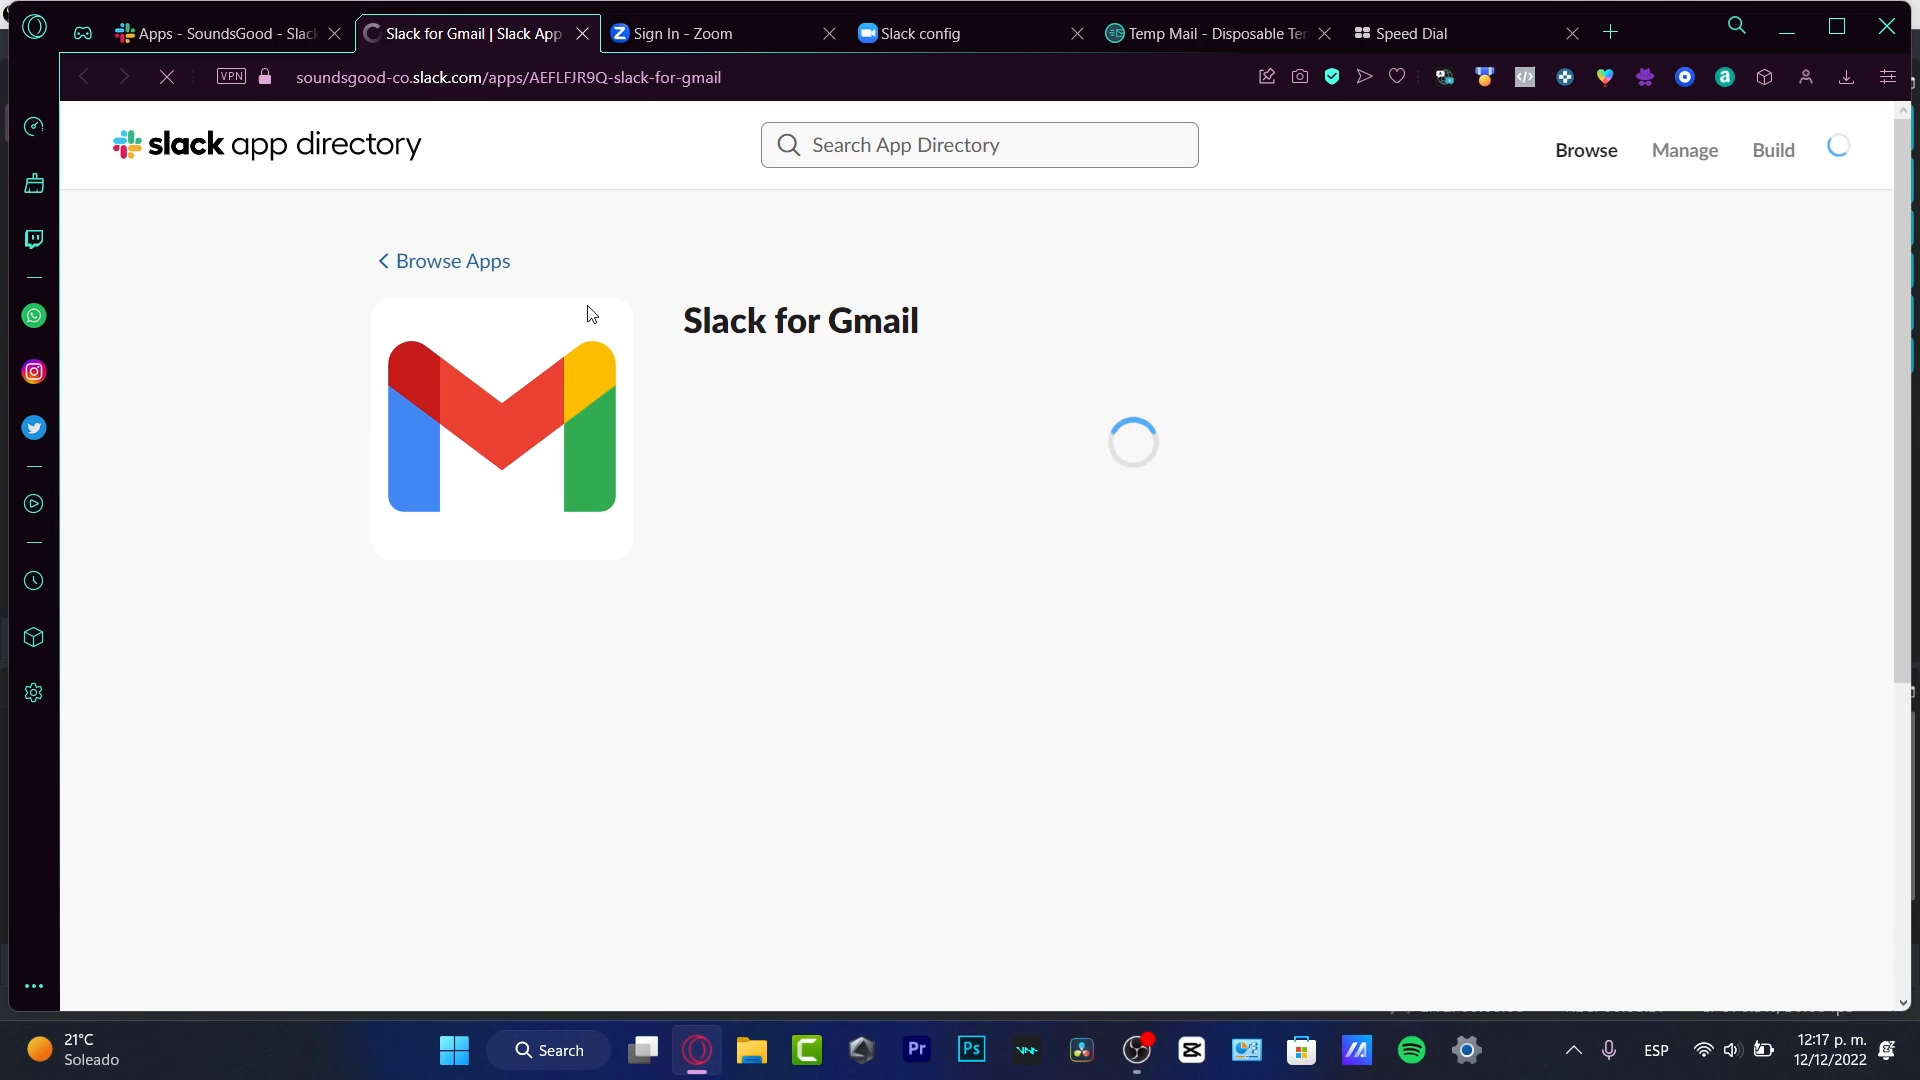 Apps - SoundsGood - Slack
Slack for Gmail | Slack App
Sign In - Zoom
Slack config
Temp Mail - Disposable Ter
Speed Dial
VPN
soundsgood-co.slack.com/apps/AEFLFJR9Q-slack-for-gmail
slack app directory
Search App Directory
Browse
Manage
Build
Browse Apps
Slack for Gmail
21°C
Soleado
Search
Pr
Ps
ESP
12:17 p. m.
12/12/2022